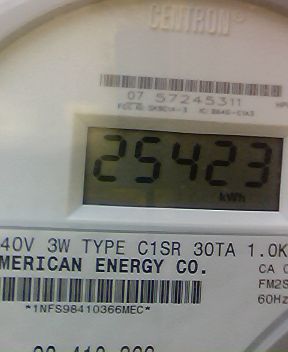 CENTRON®
07 57245311
25423
kWh
40V 3W TYPE C1SR 30TA 1.0K
MERICAN ENERGY CO.
CA
FM2S
60Hz
*1NFS98410366MEC*